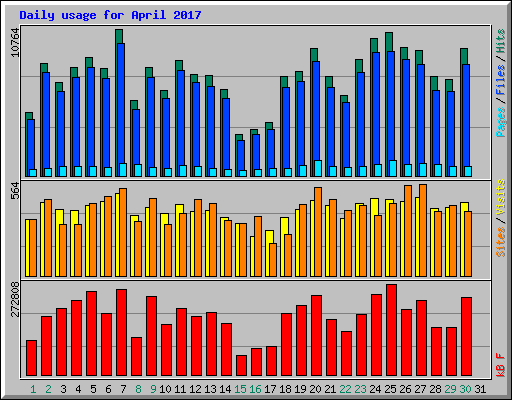 Daily usage for April 2017
10764
Pages / Files / Hits
564
Sites / Visits
272808
kB F
1 2 3 4 5 6 7 8 9 10 11 12 13 14 15 16 17 18 19 20 21 22 23 24 25 26 27 28 29 30 31